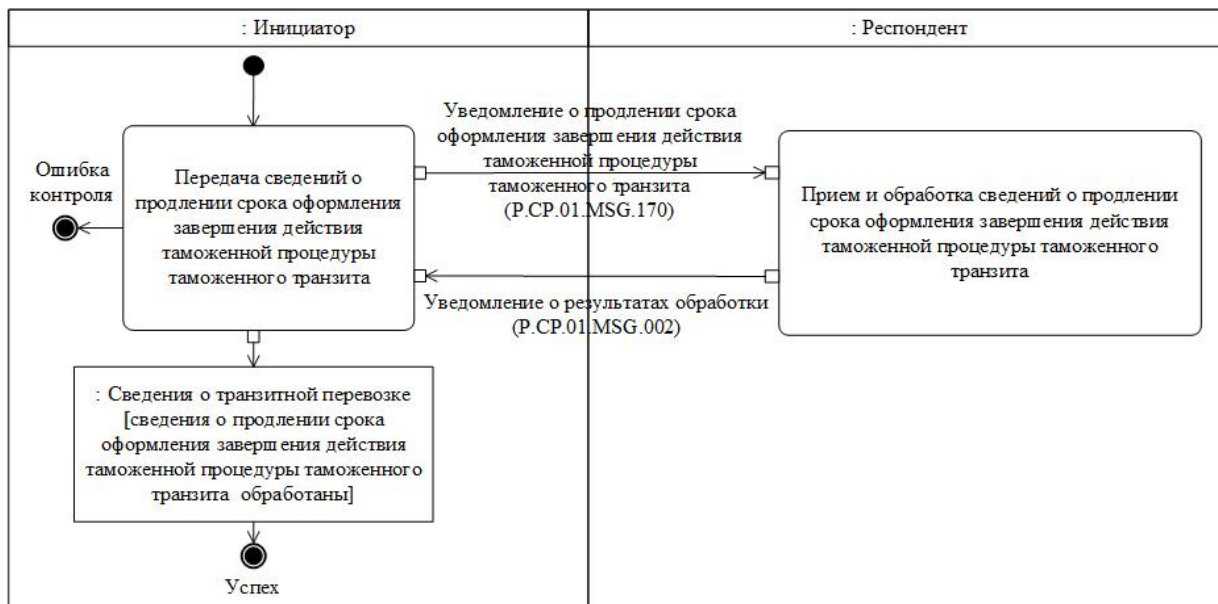 : Инициатор
: Респондент
Ошибка
контроля
Передача сведений о
продлении срока оформления
завершения действия
таможенной процедуры
таможенного транзита
Уведомление о продлении срока
оформления завершения действия
таможенной процедуры
таможенного транзита
(P.CP.01.MSG.170)
Прием и обработка сведений о продлении
срока оформления завершения действия
таможенной процедуры таможенного
транзита
Уведомление о результатах обработки
(P.CP.01.MSG.002)
: Сведения о транзитной перевозке
[сведения о продлении срока
оформления завершения действия
таможенной процедуры таможенного
транзита обработаны]
Успех